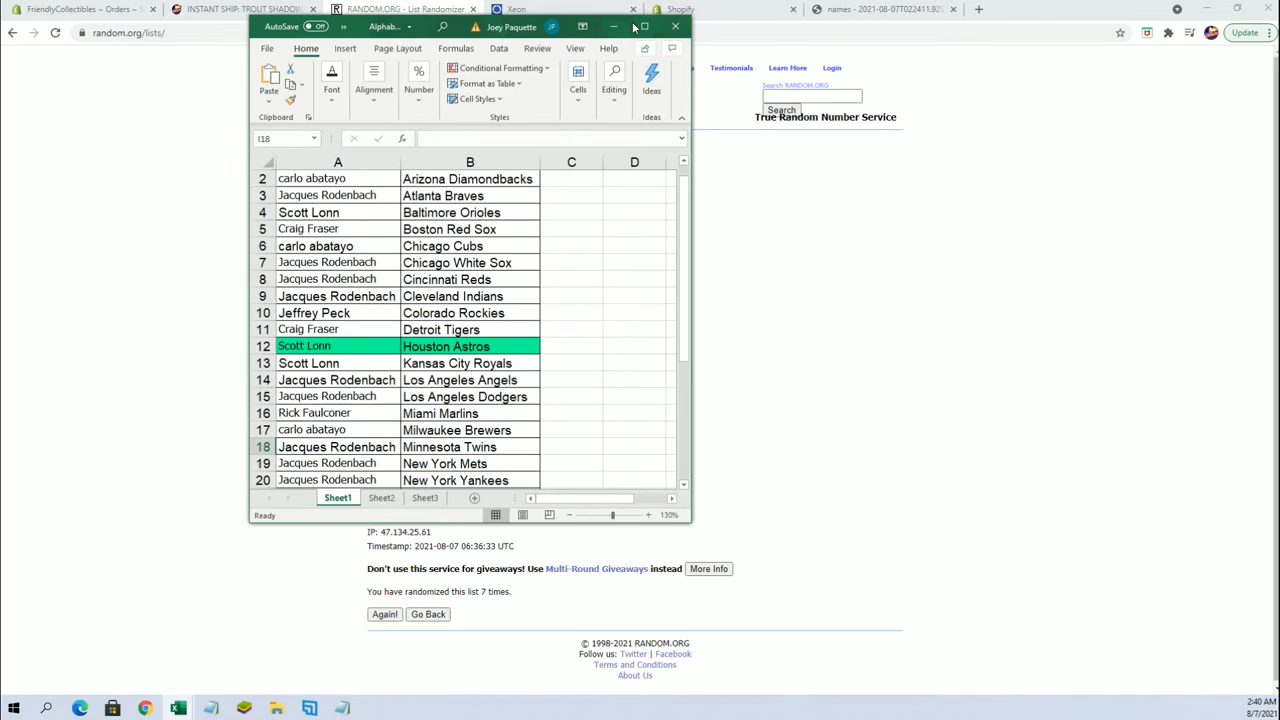 FriendlyCollectibles ~ Orders ~ S
INSTANT SHIP: TROUT SHADOW
RANDOM.ORG - List Randomizer
Xeon
Shopify
names - 2021-08-07T022411.92
random.org/lists/
Update
AutoSave Off
Alphab...
Joey Paquette
JP
File Home Insert Page Layout Formulas Data Review View Help
Paste
Font
Alignment
Number
Conditional Formatting
Format as Table
Cell Styles
Cells
Editing
Ideas
Clipboard
Styles
Ideas
I18
fx
A B C D
2 carlo abatayo Arizona Diamondbacks
3 Jacques Rodenbach Atlanta Braves
4 Scott Lonn Baltimore Orioles
5 Craig Fraser Boston Red Sox
6 carlo abatayo Chicago Cubs
7 Jacques Rodenbach Chicago White Sox
8 Jacques Rodenbach Cincinnati Reds
9 Jacques Rodenbach Cleveland Indians
10 Jeffrey Peck Colorado Rockies
11 Craig Fraser Detroit Tigers
12 Scott Lonn Houston Astros
13 Scott Lonn Kansas City Royals
14 Jacques Rodenbach Los Angeles Angels
15 Jacques Rodenbach Los Angeles Dodgers
16 Rick Faulconer Miami Marlins
17 carlo abatayo Milwaukee Brewers
18 Jacques Rodenbach Minnesota Twins
19 Jacques Rodenbach New York Mets
20 Jacques Rodenbach New York Yankees
Sheet1 Sheet2 Sheet3
Ready
130%
Testimonials Learn More Login
Search RANDOM.ORG
Search
True Random Number Service
IP: 47.134.25.61
Timestamp: 2021-08-07 06:36:33 UTC
Don't use this service for giveaways! Use Multi-Round Giveaways instead More Info
You have randomized this list 7 times.
Again! Go Back
© 1998-2021 RANDOM.ORG
Follow us: Twitter | Facebook
Terms and Conditions
About Us
2:40 AM
8/7/2021